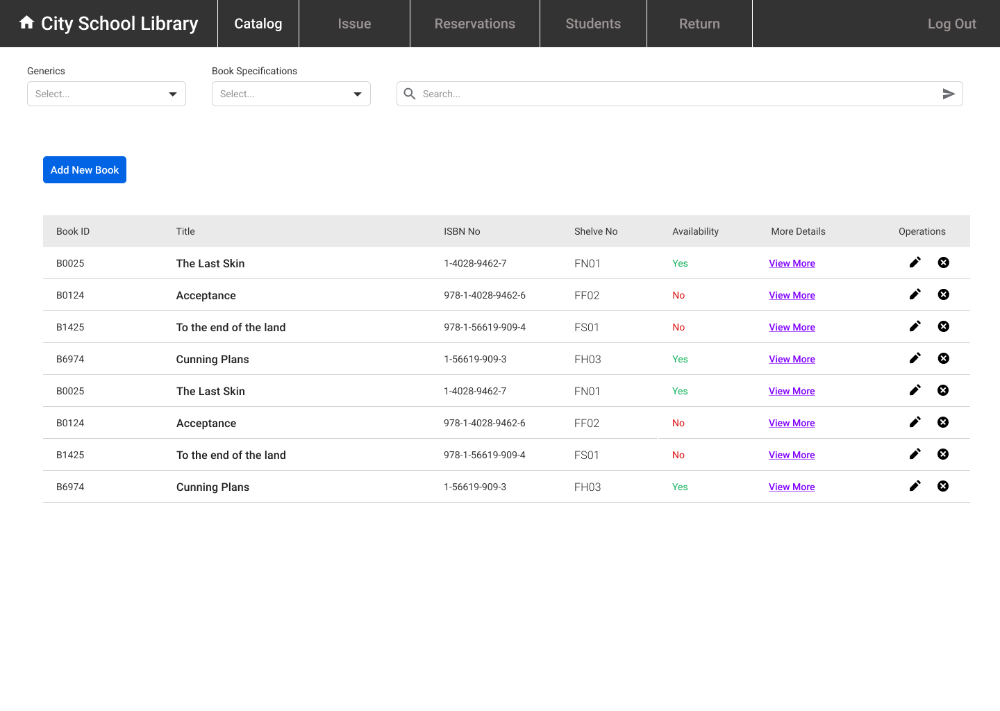 City School Library Catalog Issue Reservations Students Return Log Out
Generics Book Specifications
Select... Select... Search...
Add New Book
Book ID Title ISBN No Shelve No Availability More Details Operations
B0025 The Last Skin 1-4028-9462-7 FN01 Yes View More
B0124 Acceptance 978-1-4028-9462-6 FF02 No View More
B1425 To the end of the land 978-1-56619-909-4 FS01 No View More
B6974 Cunning Plans 1-56619-909-3 FH03 Yes View More
B0025 The Last Skin 1-4028-9462-7 FN01 Yes View More
B0124 Acceptance 978-1-4028-9462-6 FF02 No View More
B1425 To the end of the land 978-1-56619-909-4 FS01 No View More
B6974 Cunning Plans 1-56619-909-3 FH03 Yes View More